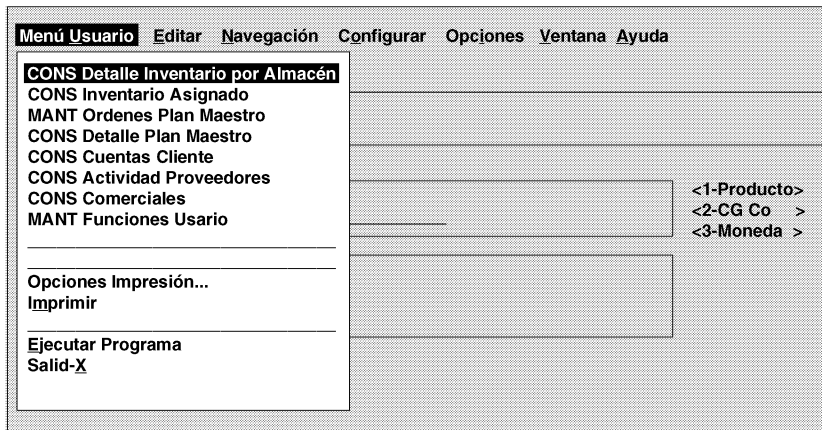 Menú Usuario Editar Navegación Configurar Opciones Ventana Ayuda
CONS Detalle Inventario por Almacén
CONS Inventario Asignado
MANT Ordenes Plan Maestro
CONS Detalle Plan Maestro
CONS Cuentas Cliente
CONS Actividad Proveedores
CONS Comerciales
MANT Funciones Usario
Opciones Impresión...
Imprimir
Ejecutar Programa
Salid-X
<1-Producto>
<2-CG Co >
<3-Moneda >